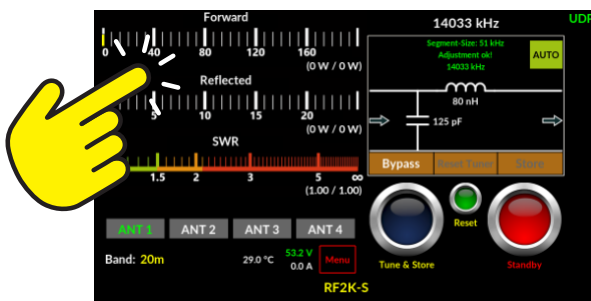 Forward
0 40 80 120 160
(0 W / 0 W)
Reflected
5 10 15 20
(0 W / 0 W)
SWR
1.5 2 3 5 ∞
(1.00 / 1.00)
ANT 1 ANT 2 ANT 3 ANT 4
Band: 20m 29.0 °C 53.2 V
0.0 A
Menu
RF2K-S
14033 kHz
UDP
Segment-Size: 51 kHz
Adjustment ok!
14033 kHz
AUTO
80 nH
125 pF
Bypass Reset Tuner Store
Reset
Tune & Store Standby